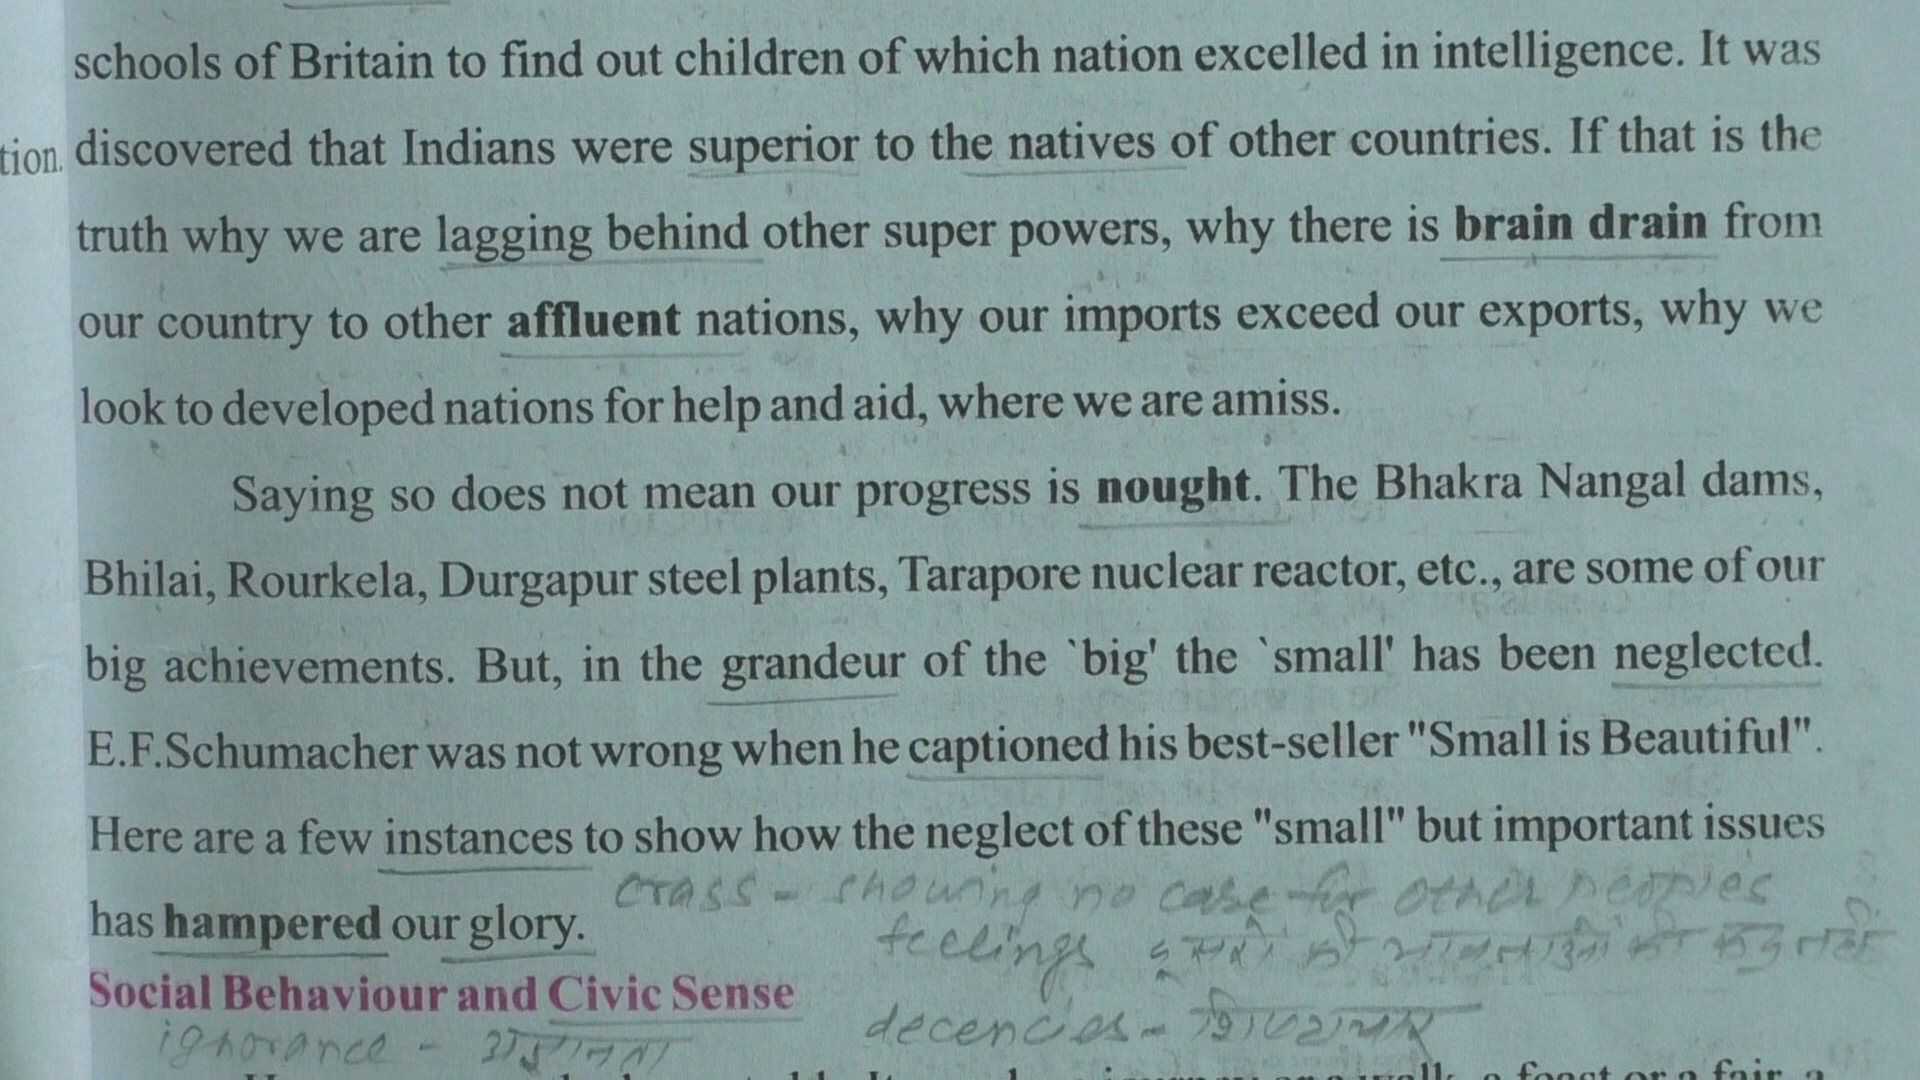 schools of Britain to find out children of which nation excelled in intelligence. It was
tion. discovered that Indians were superior to the natives of other countries. If that is the
truth why we are lagging behind other super powers, why there is brain drain from
our country to other affluent nations, why our imports exceed our exports, why we
look to developed nations for help and aid, where we are amiss.
Saying so does not mean our progress is nought. The Bhakra Nangal dams,
Bhilai, Rourkela, Durgapur steel plants, Tarapore nuclear reactor, etc., are some of our
big achievements. But, in the grandeur of the `big' the `small' has been neglected.
E.F.Schumacher was not wrong when he captioned his best-seller "Small is Beautiful".
Here are a few instances to show how the neglect of these "small" but important issues
crass - showing no care for other peoples
has hampered our glory.
feelings दूसरों की भावनाओं की कद्र नहीं
Social Behaviour and Civic Sense
decencies - शिष्टाचार
ignorance - अज्ञानता